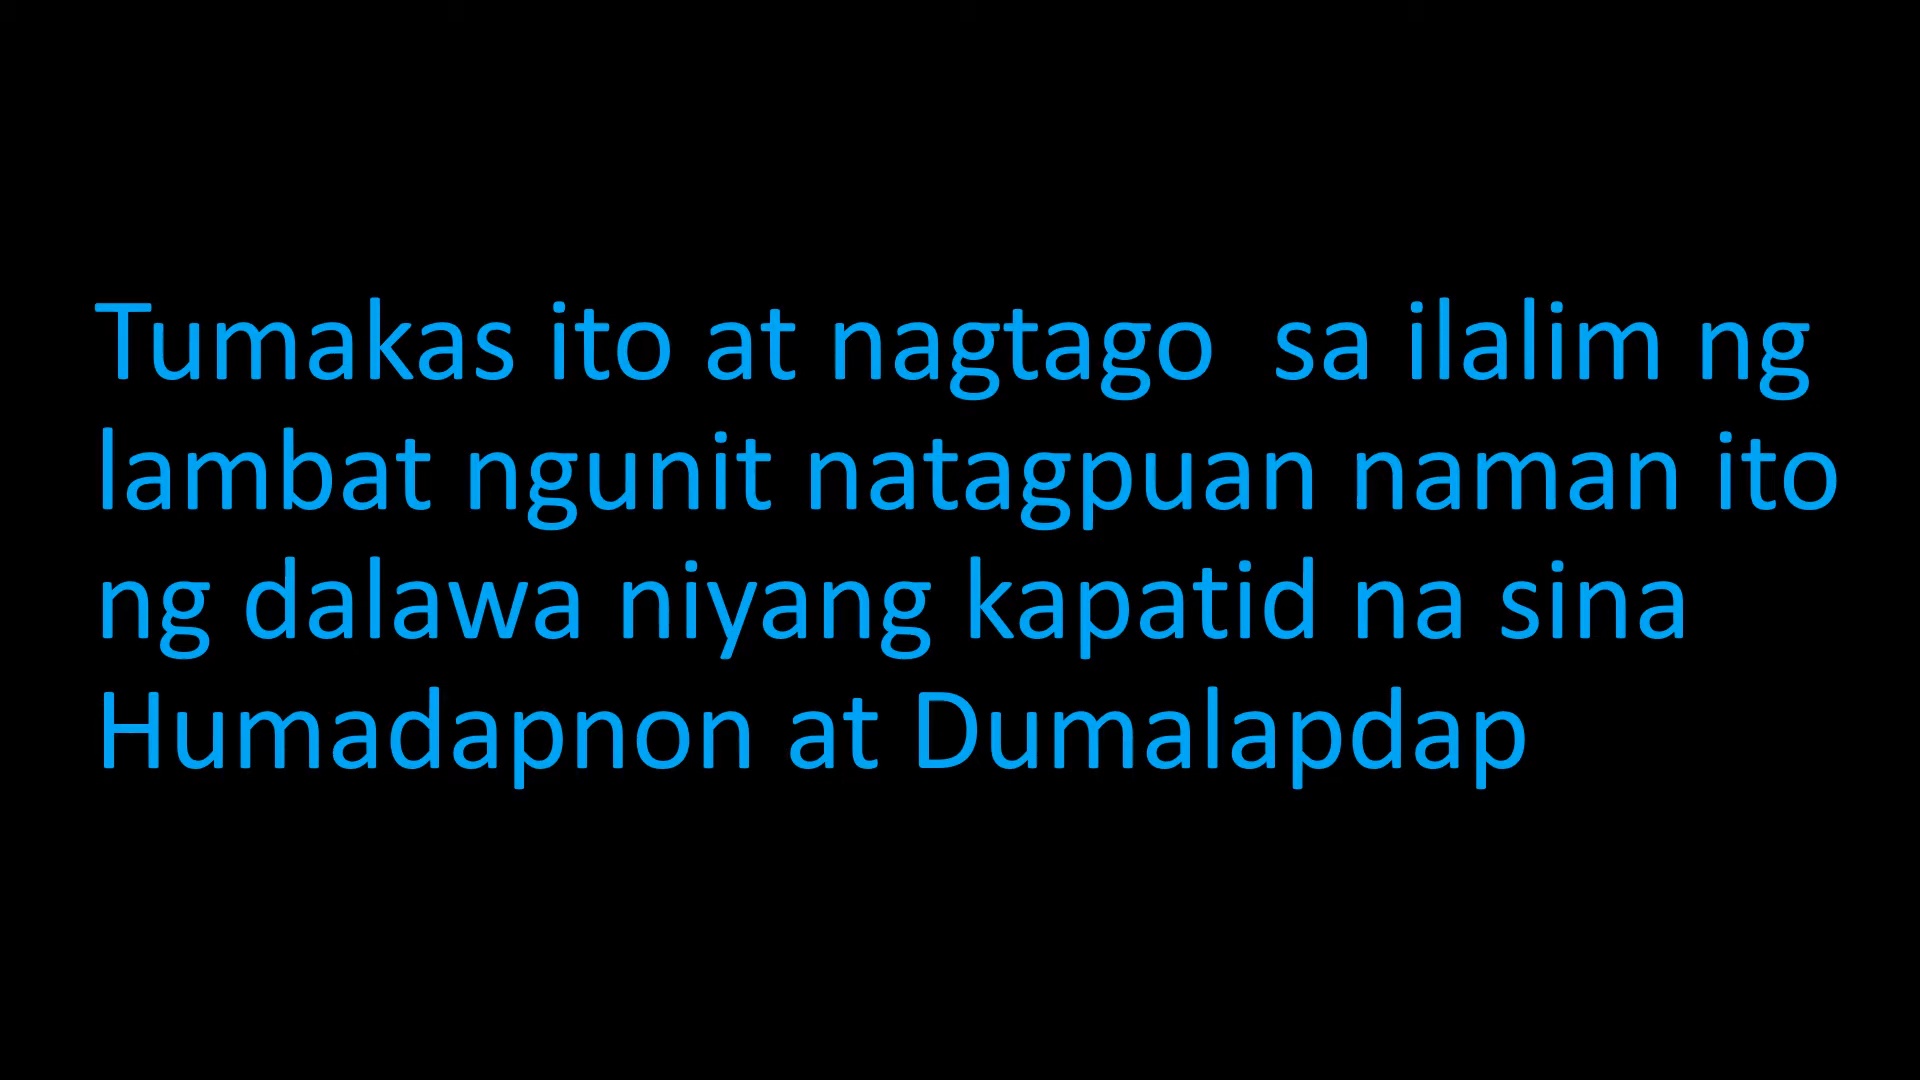 Tumakas ito at nagtago  sa ilalim ng
lambat ngunit natagpuan naman ito
ng dalawa niyang kapatid na sina
Humadapnon at Dumalapdap